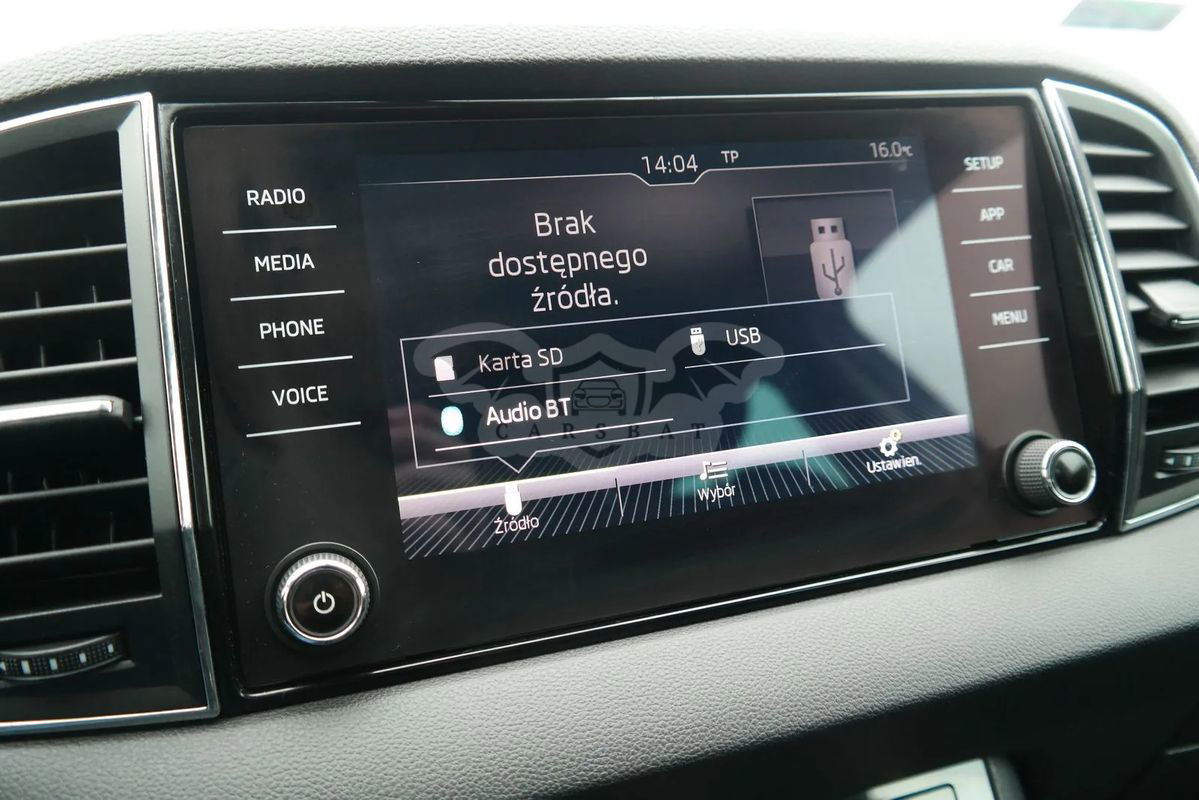 14:04 TP 16.0°C
RADIO
MEDIA
PHONE
VOICE
Brak
dostępnego
źródła.
Karta SD
USB
Audio BT
CARSBAT
Źródło
Wybór
Ustawien.
SETUP
APP
CAR
MENU